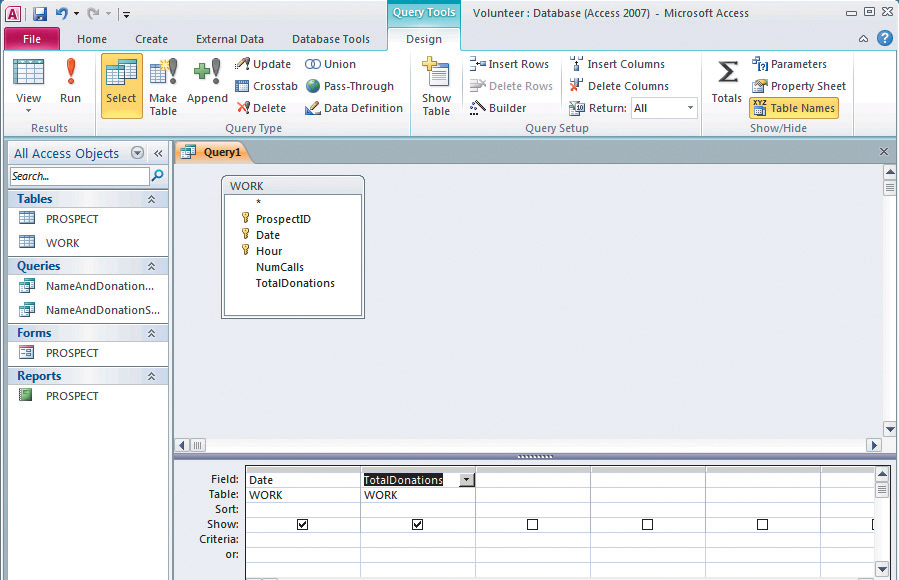 Query Tools
Volunteer : Database (Access 2007) - Microsoft Access
File Home Create External Data Database Tools Design
View
Run
Results
Select
Make Table
Append
Update
Crosstab
Delete
Union
Pass-Through
Data Definition
Query Type
Show Table
Insert Rows
Delete Rows
Builder
Insert Columns
Delete Columns
Return: All
Query Setup
Totals
Parameters
Property Sheet
XYZ Table Names
Show/Hide
All Access Objects «
Search...
Tables
PROSPECT
WORK
Queries
NameAndDonation...
NameAndDonationS...
Forms
PROSPECT
Reports
PROSPECT
Query1
WORK
*
ProspectID
Date
Hour
NumCalls
TotalDonations
Field: Date TotalDonations
Table: WORK WORK
Sort:
Show:
Criteria:
or: